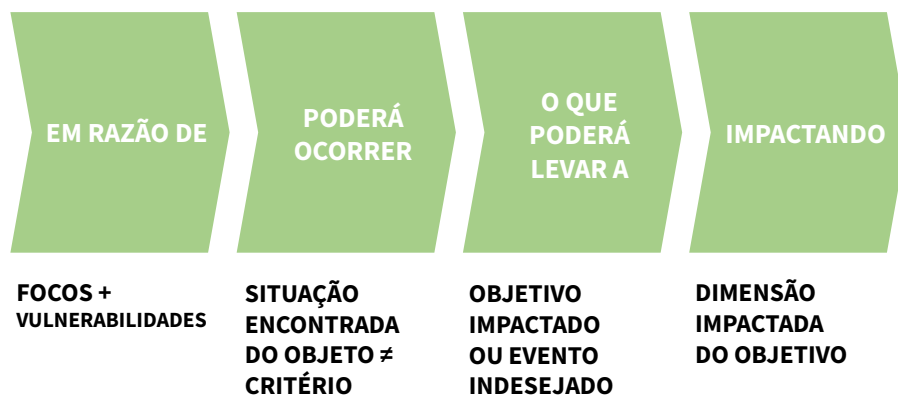 EM RAZÃO DE
PODERÁ
OCORRER
O QUE
PODERÁ
LEVAR A
IMPACTANDO
FOCOS +
VULNERABILIDADES
SITUAÇÃO
ENCONTRADA
DO OBJETO ≠
CRITÉRIO
OBJETIVO
IMPACTADO
OU EVENTO
INDESEJADO
DIMENSÃO
IMPACTADA
DO OBJETIVO